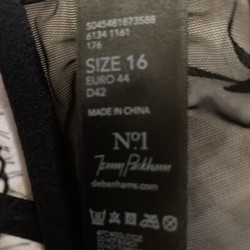 5045481873588
6134 1161
176
SIZE 16
EURO 44
D42
MADE IN CHINA
Nº1
Jenny Packham
debenhams.com